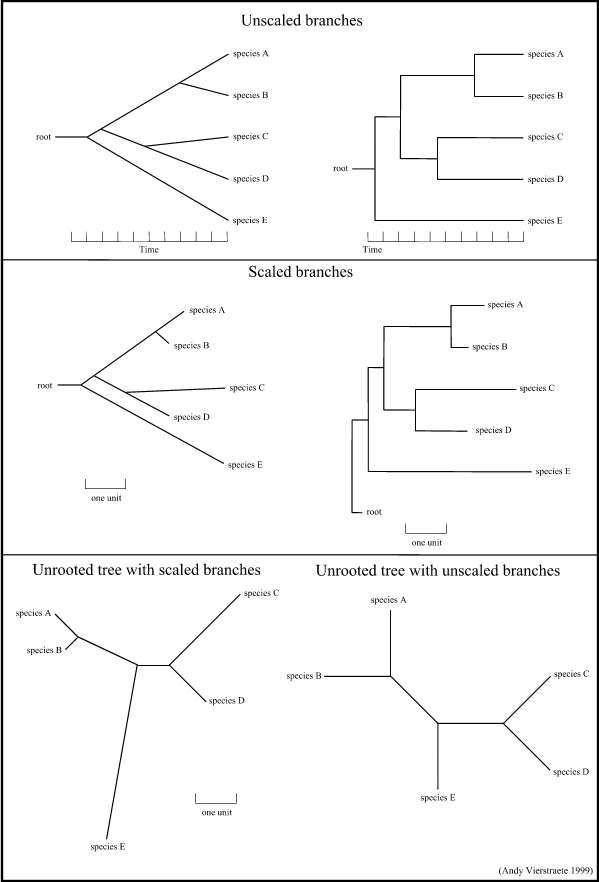 Unscaled branches
species A
species B
root
species C
species D
species E
Time
species A
species B
species C
root
species D
species E
Time
Scaled branches
species A
species B
root
species C
species D
species E
one unit
species A
species B
species C
species D
species E
root
one unit
Unrooted tree with scaled branches
species A
species B
species C
species D
species E
one unit
Unrooted tree with unscaled branches
species A
species B
species C
species D
species E
(Andy Vierstraete 1999)